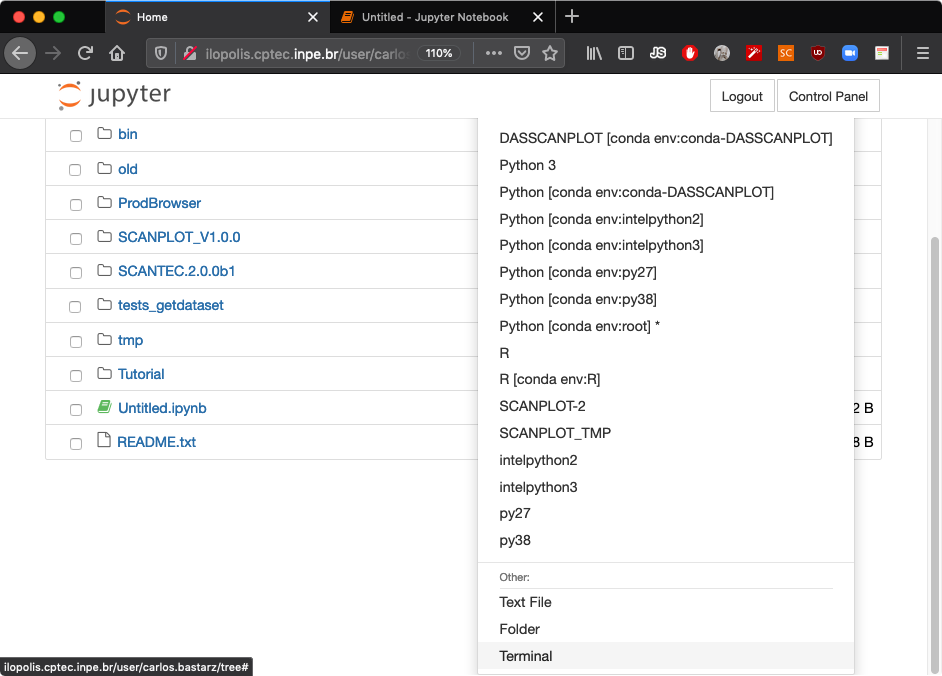 Home
Untitled - Jupyter Notebook
ilopolis.cptec.inpe.br/user/carlo
110%
JS
SC
UD
jupyter
Logout
Control Panel
bin
old
ProdBrowser
SCANPLOT_V1.0.0
SCANTEC.2.0.0b1
tests_getdataset
tmp
Tutorial
Untitled.ipynb
2 B
README.txt
8 B
DASSCANPLOT [conda env:conda-DASSCANPLOT]
Python 3
Python [conda env:conda-DASSCANPLOT]
Python [conda env:intelpython2]
Python [conda env:intelpython3]
Python [conda env:py27]
Python [conda env:py38]
Python [conda env:root] *
R
R [conda env:R]
SCANPLOT-2
SCANPLOT_TMP
intelpython2
intelpython3
py27
py38
Other:
Text File
Folder
Terminal
ilopolis.cptec.inpe.br/user/carlos.bastarz/tree#